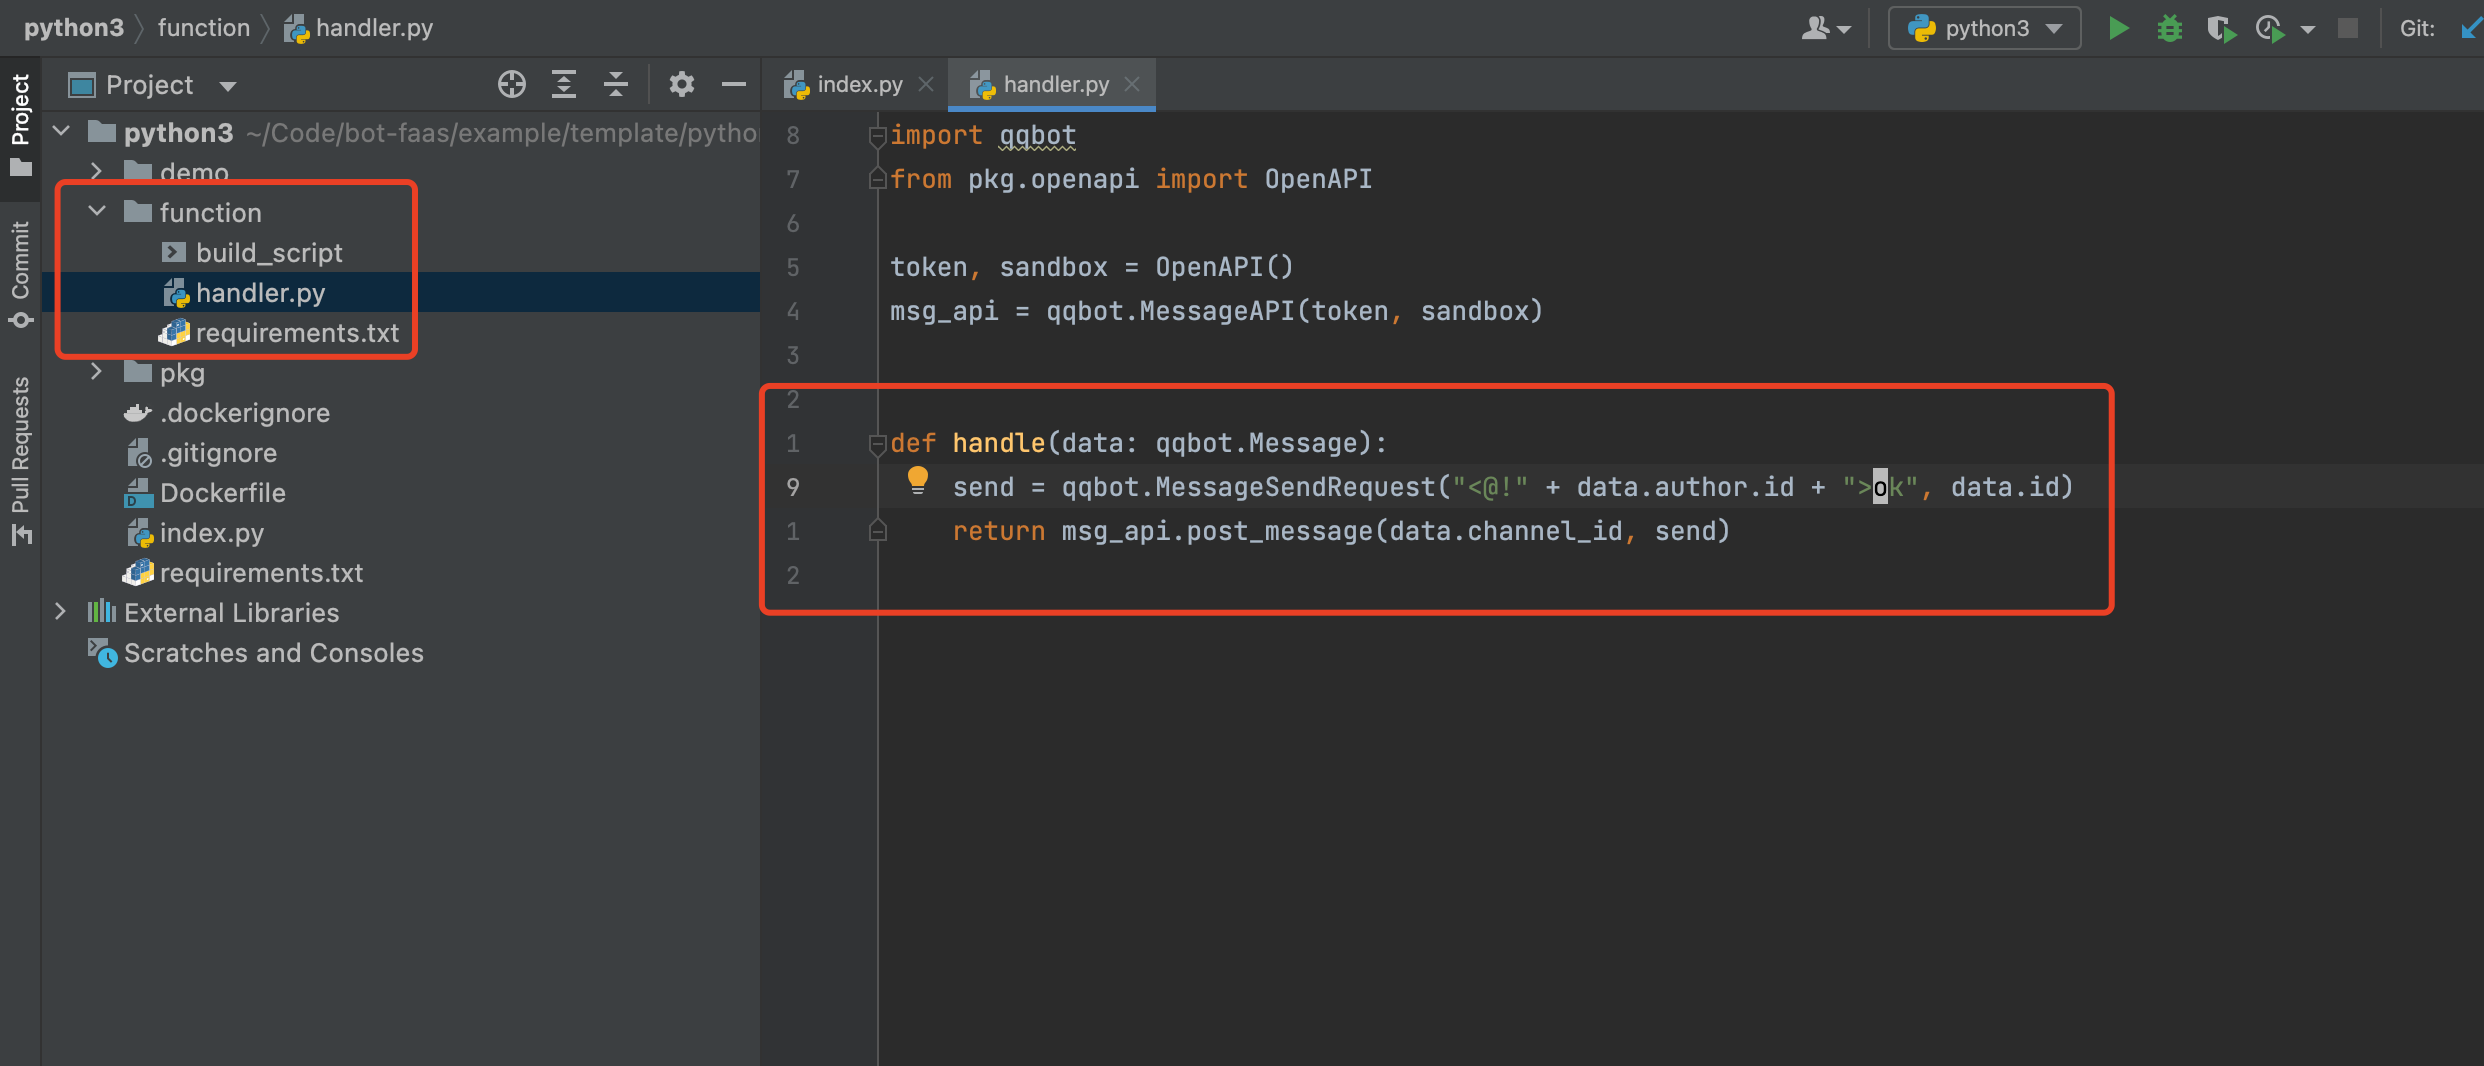 python3 function handler.py
python3
Git:
Project
Commit
Pull Requests
Project
python3 ~/Code/bot-faas/example/template/pytho
demo
function
build_script
handler.py
requirements.txt
pkg
.dockerignore
.gitignore
Dockerfile
index.py
requirements.txt
External Libraries
Scratches and Consoles
index.py handler.py
8 import qqbot
7 from pkg.openapi import OpenAPI
6
5 token, sandbox = OpenAPI()
4 msg_api = qqbot.MessageAPI(token, sandbox)
3
2
1 def handle(data: qqbot.Message):
9 send = qqbot.MessageSendRequest("<@!" + data.author.id + ">ok", data.id)
1 return msg_api.post_message(data.channel_id, send)
2